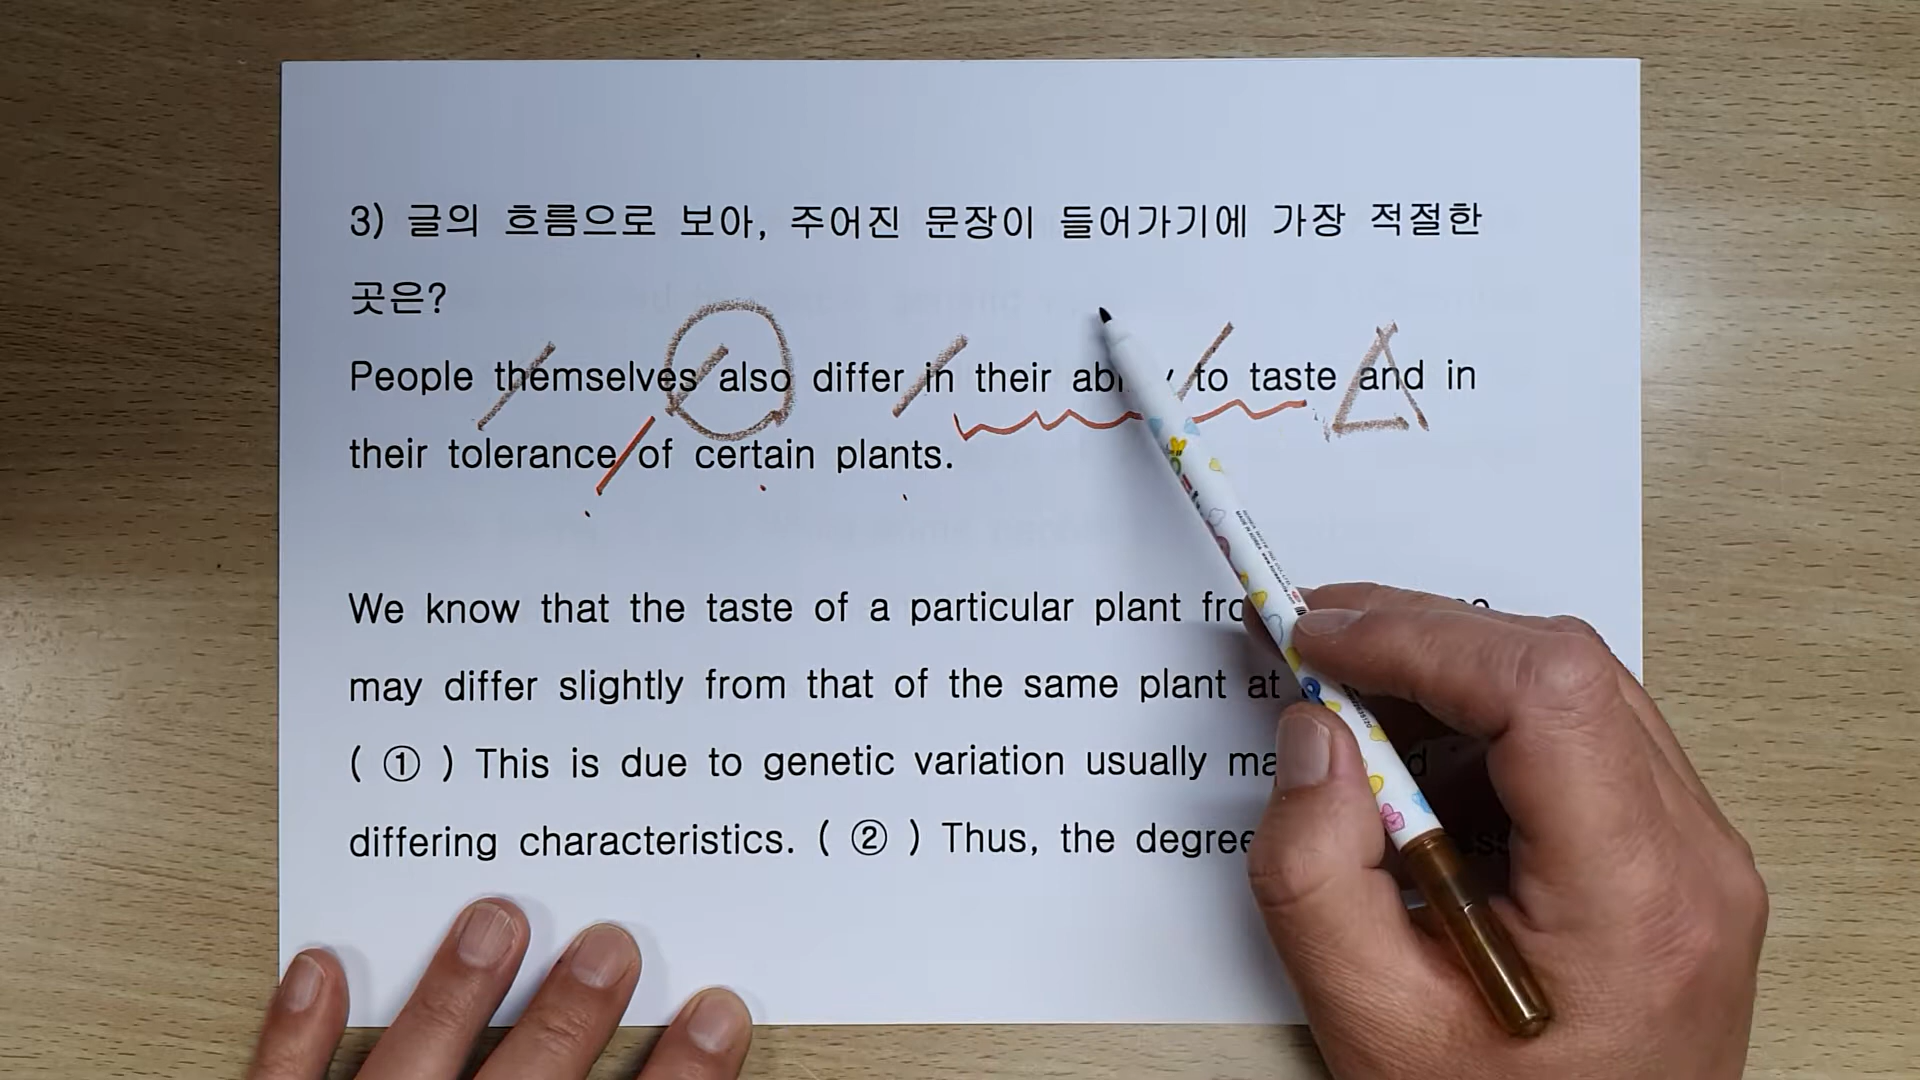 3) 글의 흐름으로 보아, 주어진 문장이 들어가기에 가장 적절한
곳은?
People themselves also differ in their to taste and in
their tolerance of certain plants.
We know that the taste of a particular plant
may differ slightly from that of the same plant at
( ① ) This is due to genetic variation usually
differing characteristics. ( ② ) Thus, the